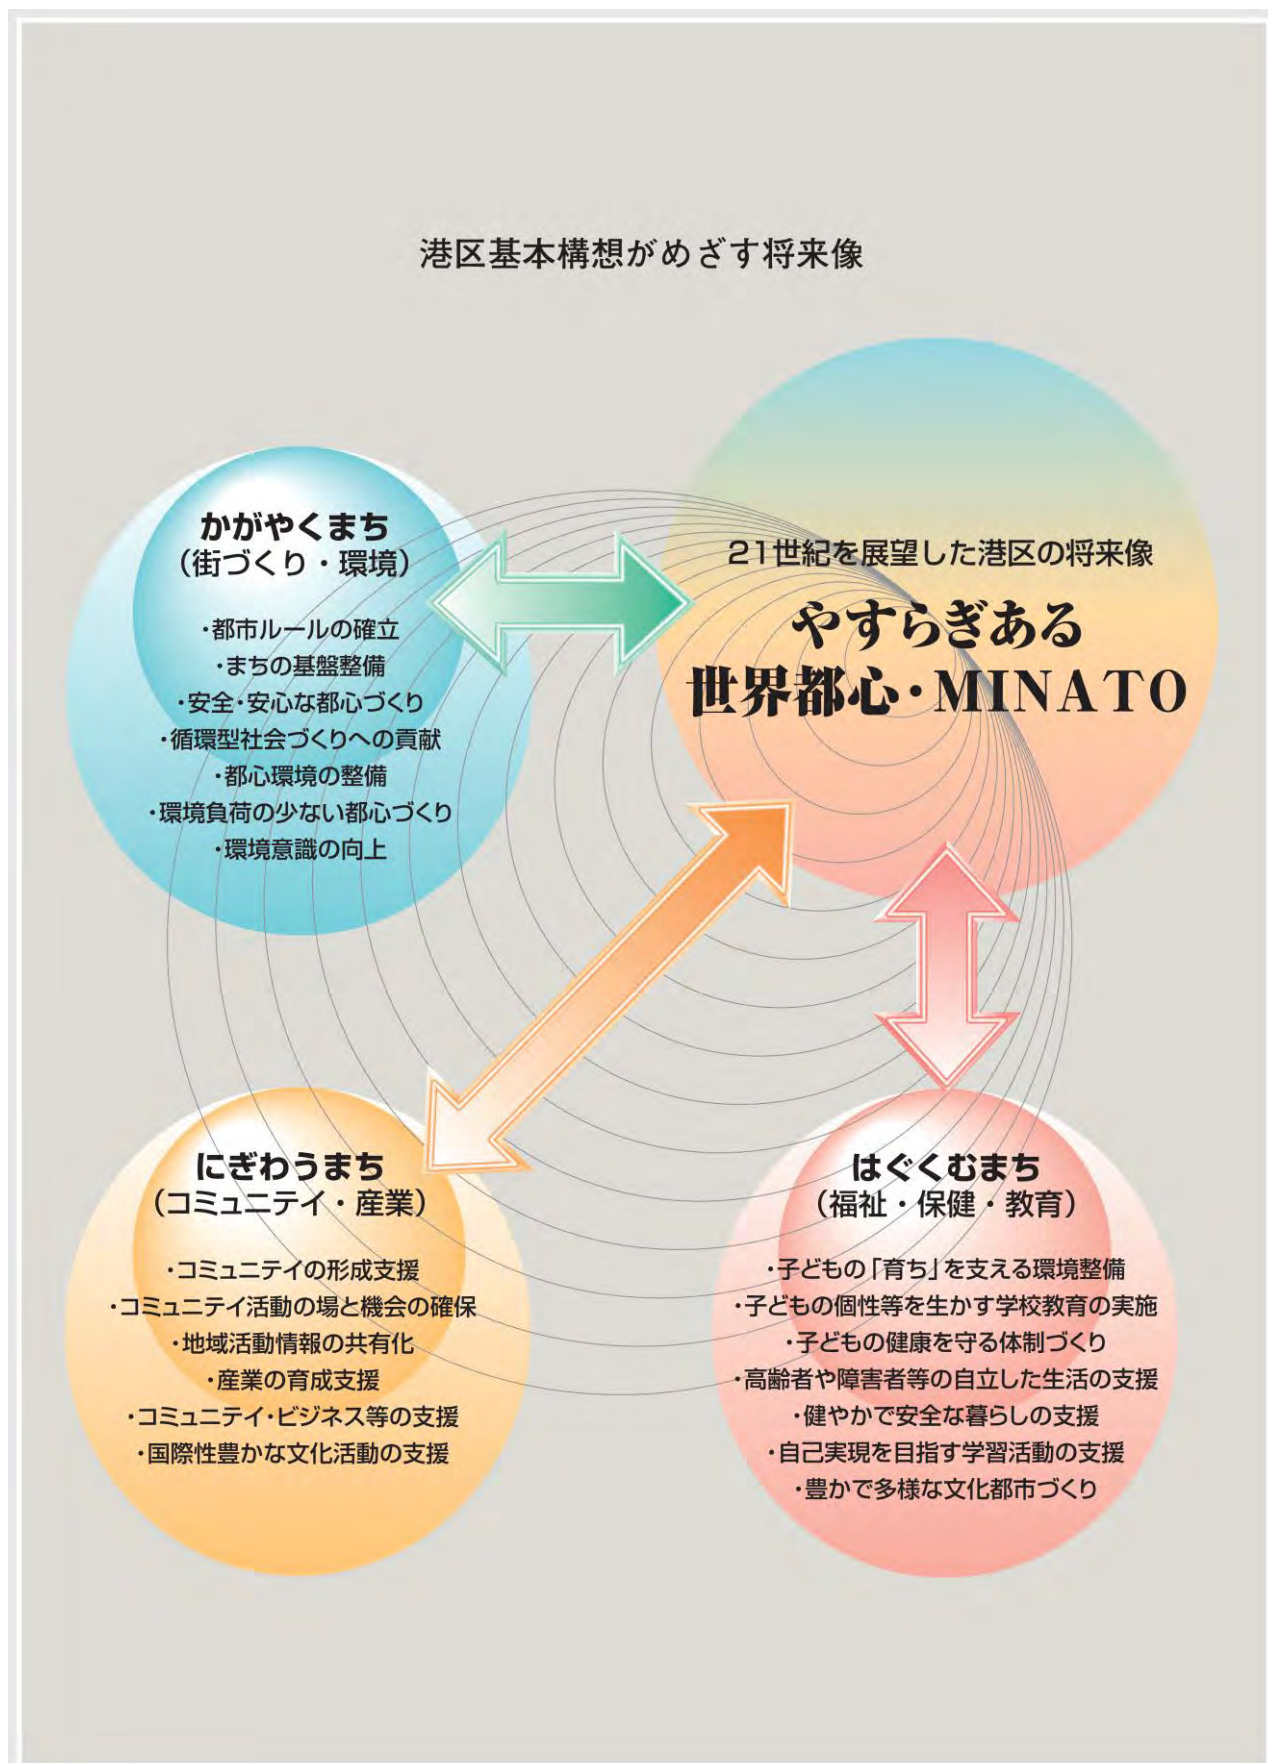 港区基本構想がめざす将来像
21世紀を展望した港区の将来像
やすらぎある
世界都心・MINATO
かがやくまち
（街づくり・環境）
・都市ルールの確立
・まちの基盤整備
・安全・安心な都心づくり
・循環型社会づくりへの貢献
・都心環境の整備
・環境負荷の少ない都心づくり
・環境意識の向上
にぎわうまち
（コミュニテイ・産業）
・コミュニテイの形成支援
・コミュニテイ活動の場と機会の確保
・地域活動情報の共有化
・産業の育成支援
・コミュニテイ・ビジネス等の支援
・国際性豊かな文化活動の支援
はぐくむまち
（福祉・保健・教育）
・子どもの「育ち」を支える環境整備
・子どもの個性等を生かす学校教育の実施
・子どもの健康を守る体制づくり
・高齢者や障害者等の自立した生活の支援
・健やかで安全な暮らしの支援
・自己実現を目指す学習活動の支援
・豊かで多様な文化都市づくり